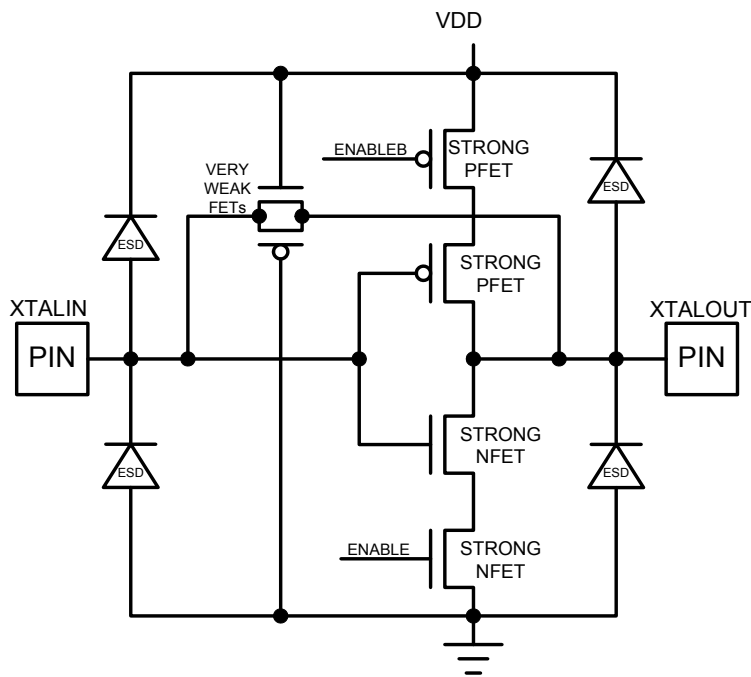 VDD
ENABLEB
STRONG
PFET
VERY
WEAK
FETs
ESD
ESD
STRONG
PFET
XTALIN
PIN
XTALOUT
PIN
STRONG
NFET
ESD
ESD
ENABLE
STRONG
NFET